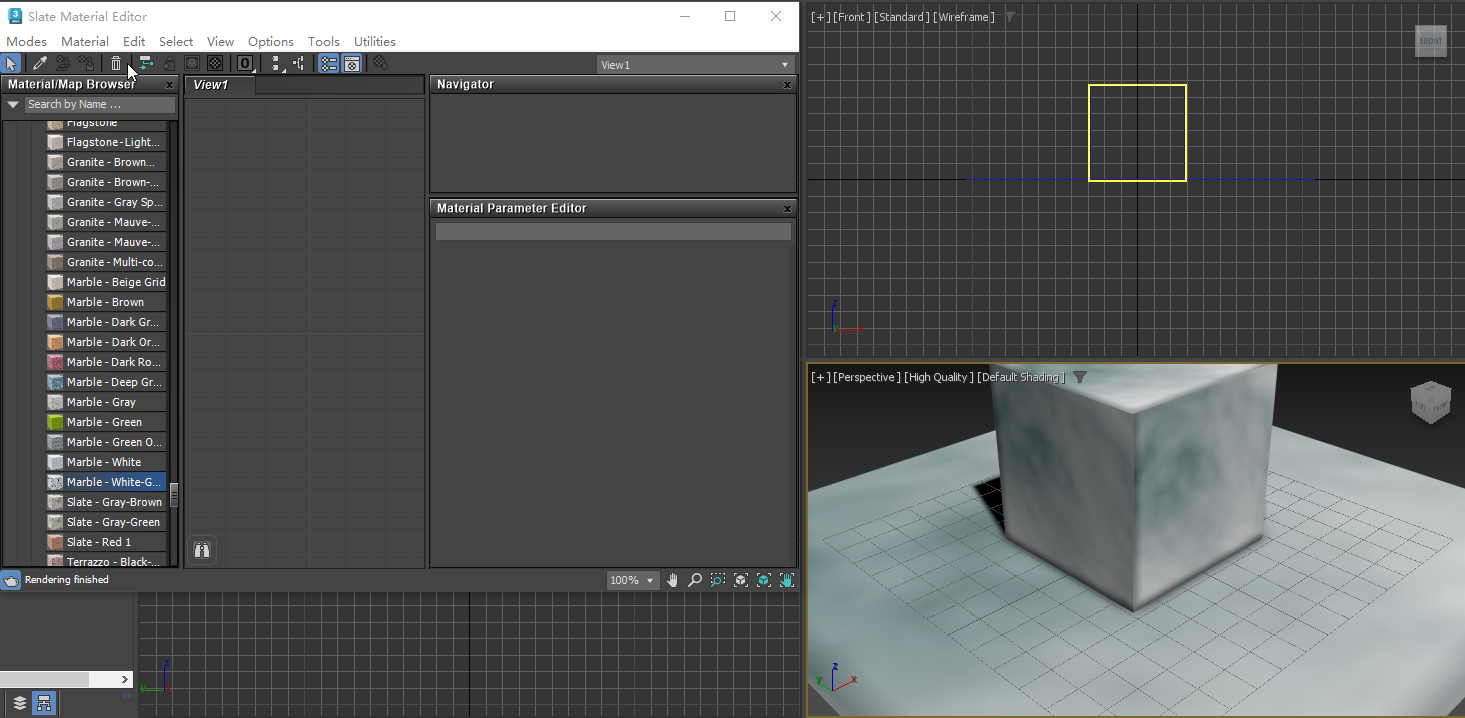 Slate Material Editor
Modes Material Edit Select View Options Tools Utilities
0
View1
Material/Map Browser
Search by Name ...
Flagstone
Flagstone-Light...
Granite - Brown...
Granite - Brown-...
Granite - Gray Sp...
Granite - Mauve-...
Granite - Mauve-...
Granite - Multi-co...
Marble - Beige Grid
Marble - Brown
Marble - Dark Gr...
Marble - Dark Or...
Marble - Dark Ro...
Marble - Deep Gr...
Marble - Gray
Marble - Green
Marble - Green O...
Marble - White
Marble - White-G...
Slate - Gray-Brown
Slate - Gray-Green
Slate - Red 1
Terrazzo - Black-...
View1
Navigator
Material Parameter Editor
Rendering finished
100%
z
y
[+] [Front] [Standard] [Wireframe]
FRONT
z
[+] [Perspective] [High Quality] [Default Shading]
LEFT FRONT
z
y
x